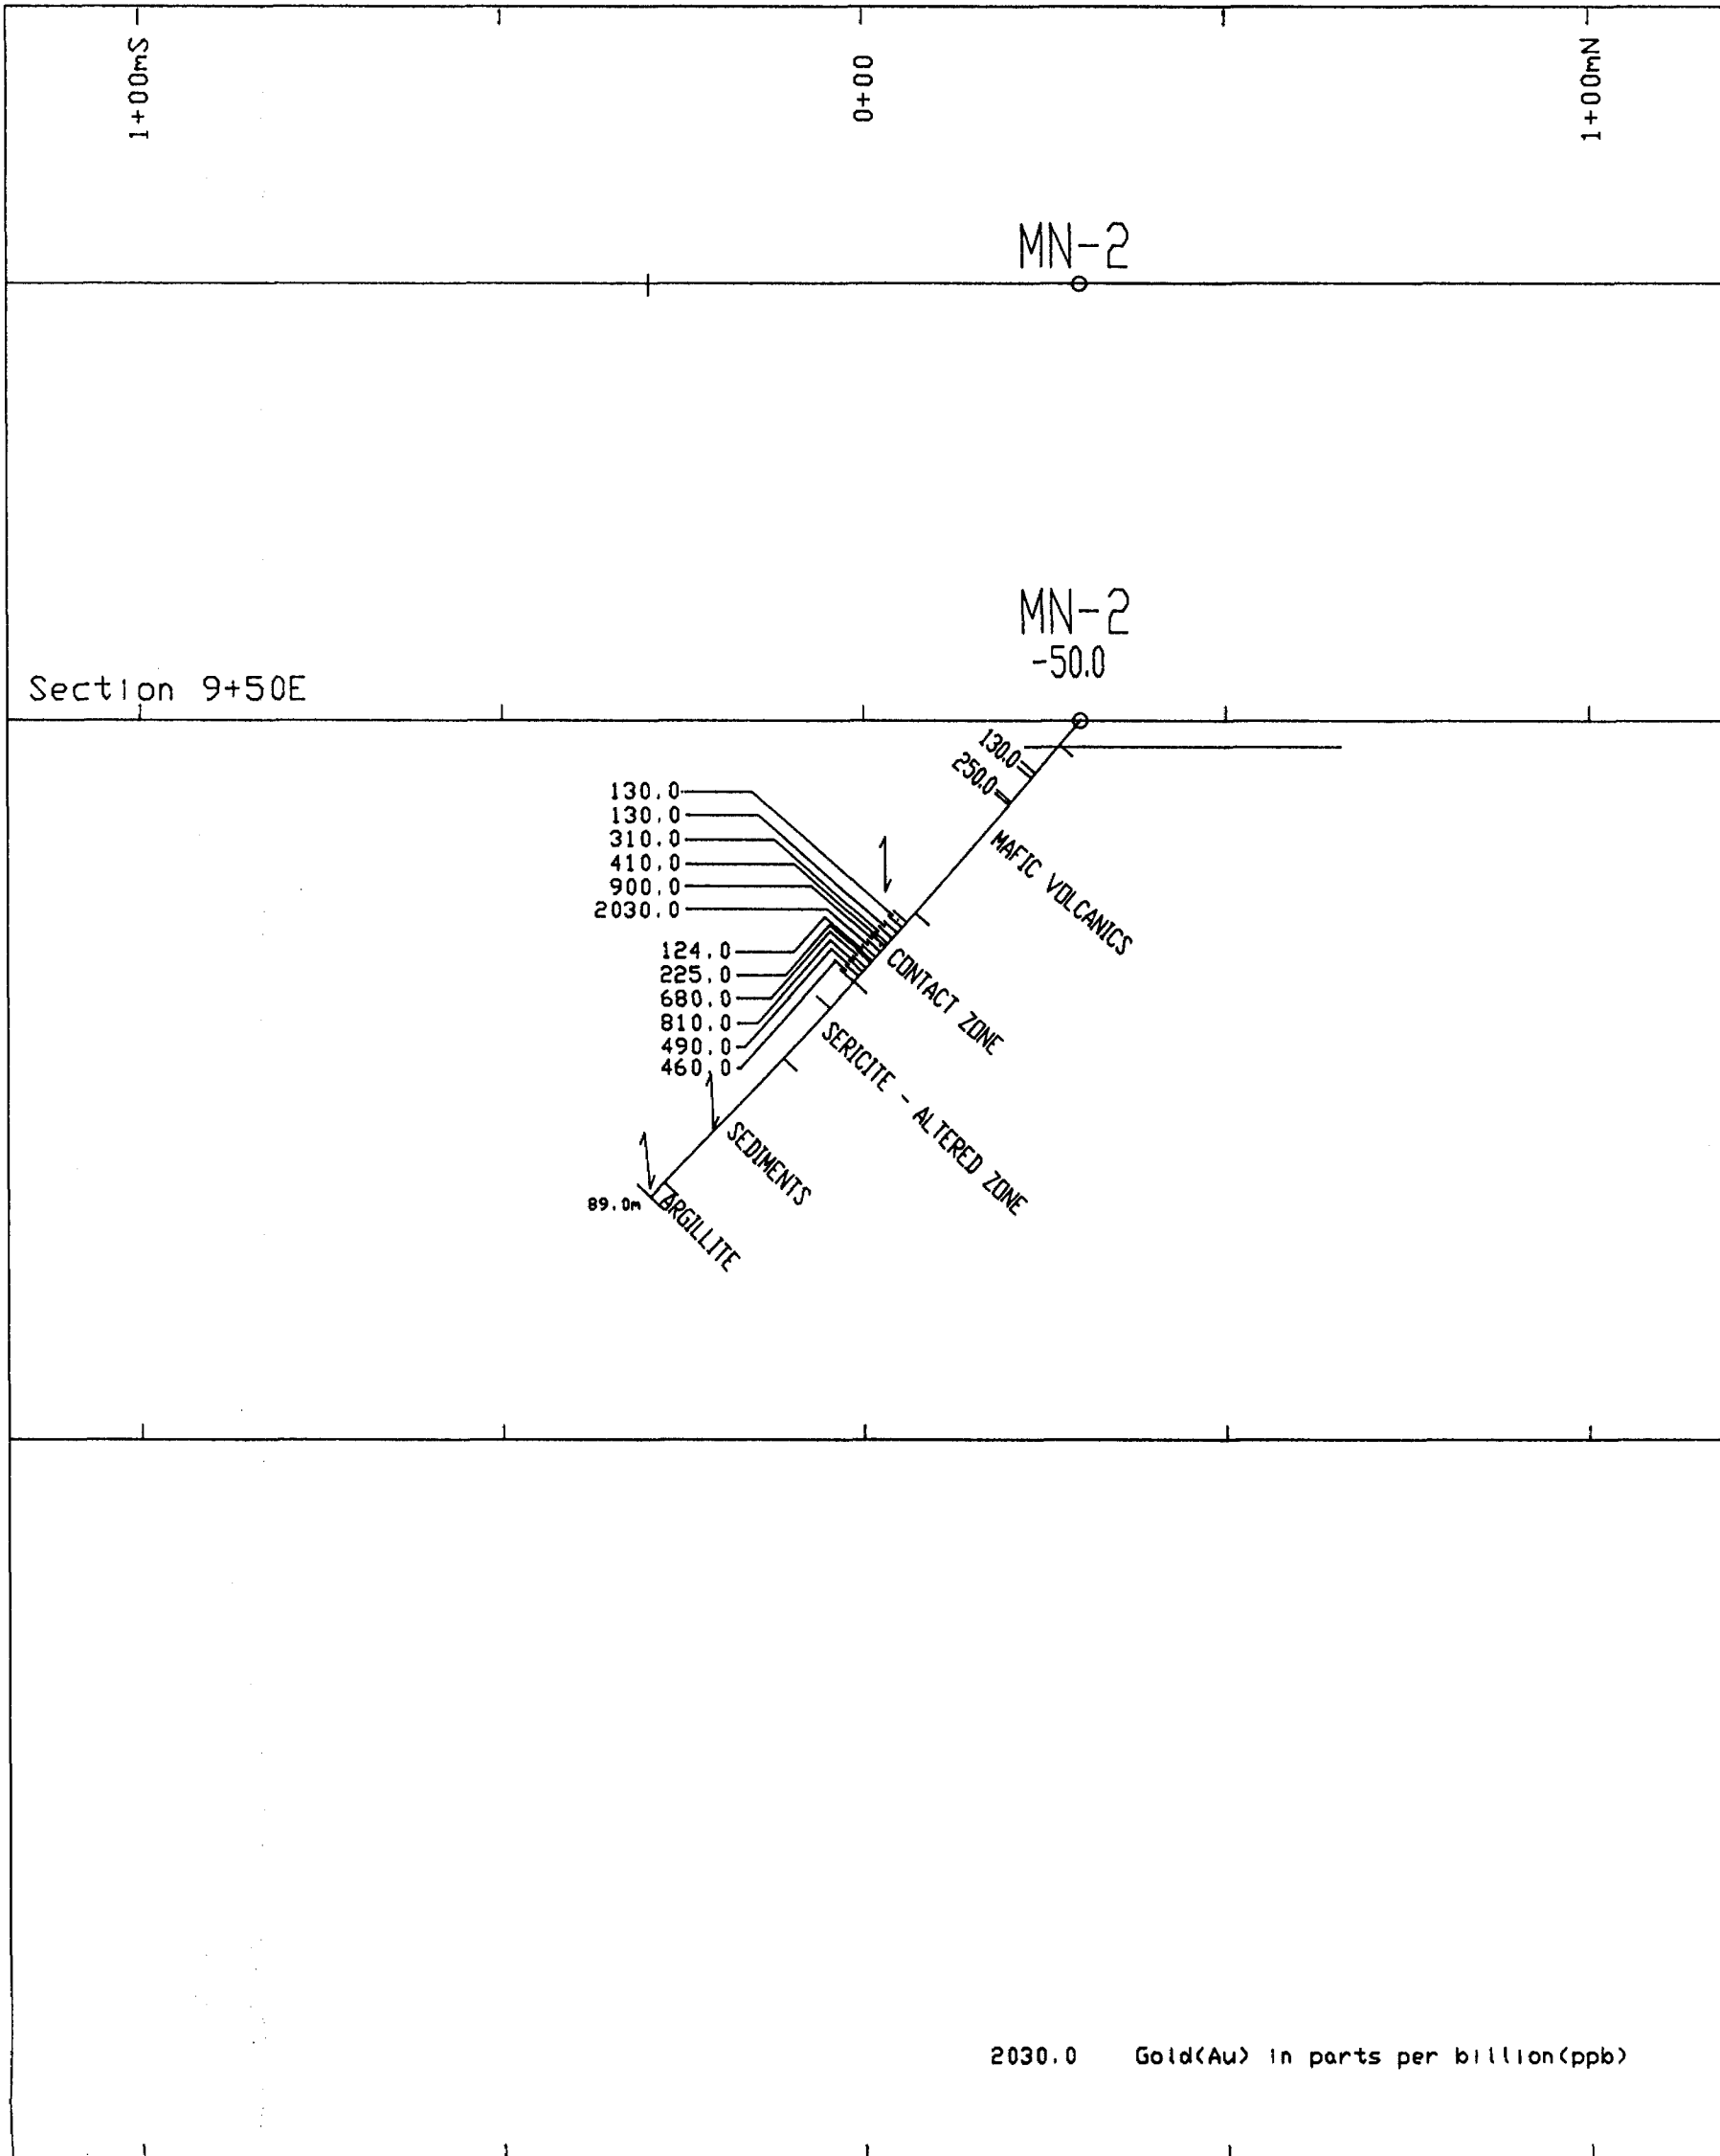 1+00mS
0+00
1+00mN
MN-2
MN-2
-50.0
Section 9+50E
130.0
250.0
130.0
130.0
310.0
410.0
900.0
2030.0
124.0
225.0
680.0
810.0
490.0
460.0
MAFIC VOLCANICS
CONTACT ZONE
SERICITE - ALTERED ZONE
SEDIMENTS
ARGILLITE
89.0m
2030.0 Gold(Au) in parts per billion(ppb)